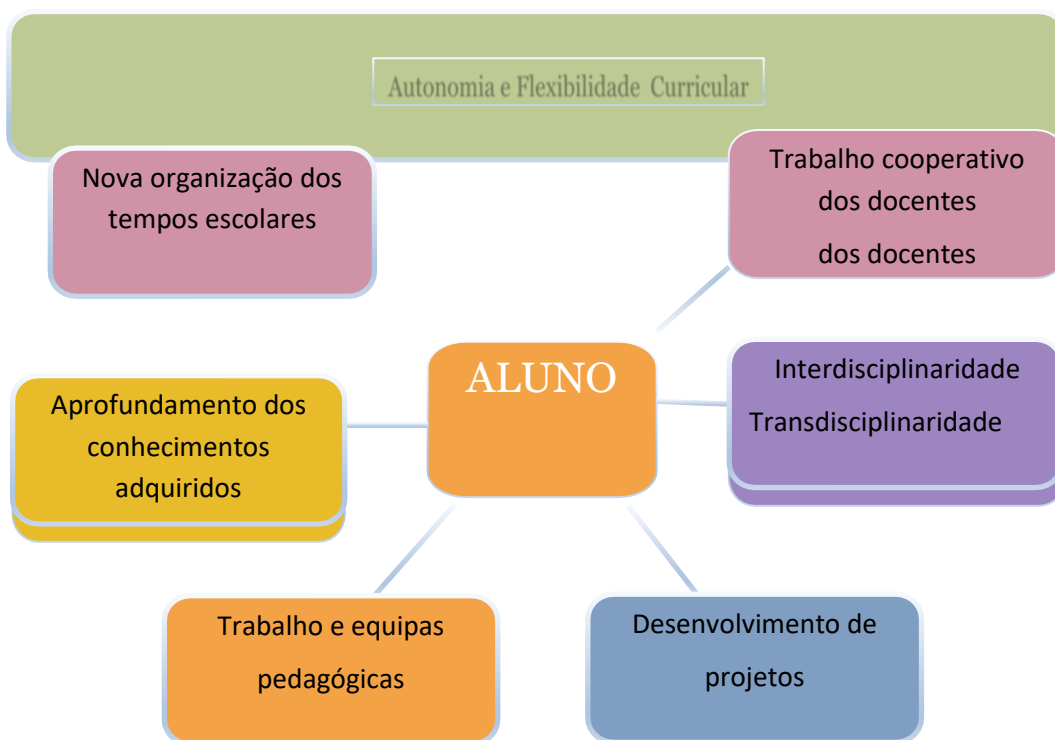 Autonomia e Flexibilidade Curricular
Nova organização dos
tempos escolares
Trabalho cooperativo
dos docentes
dos docentes
ALUNO
Aprofundamento dos
conhecimentos
adquiridos
Interdisciplinaridade
Transdisciplinaridade
Trabalho e equipas
pedagógicas
Desenvolvimento de
projetos